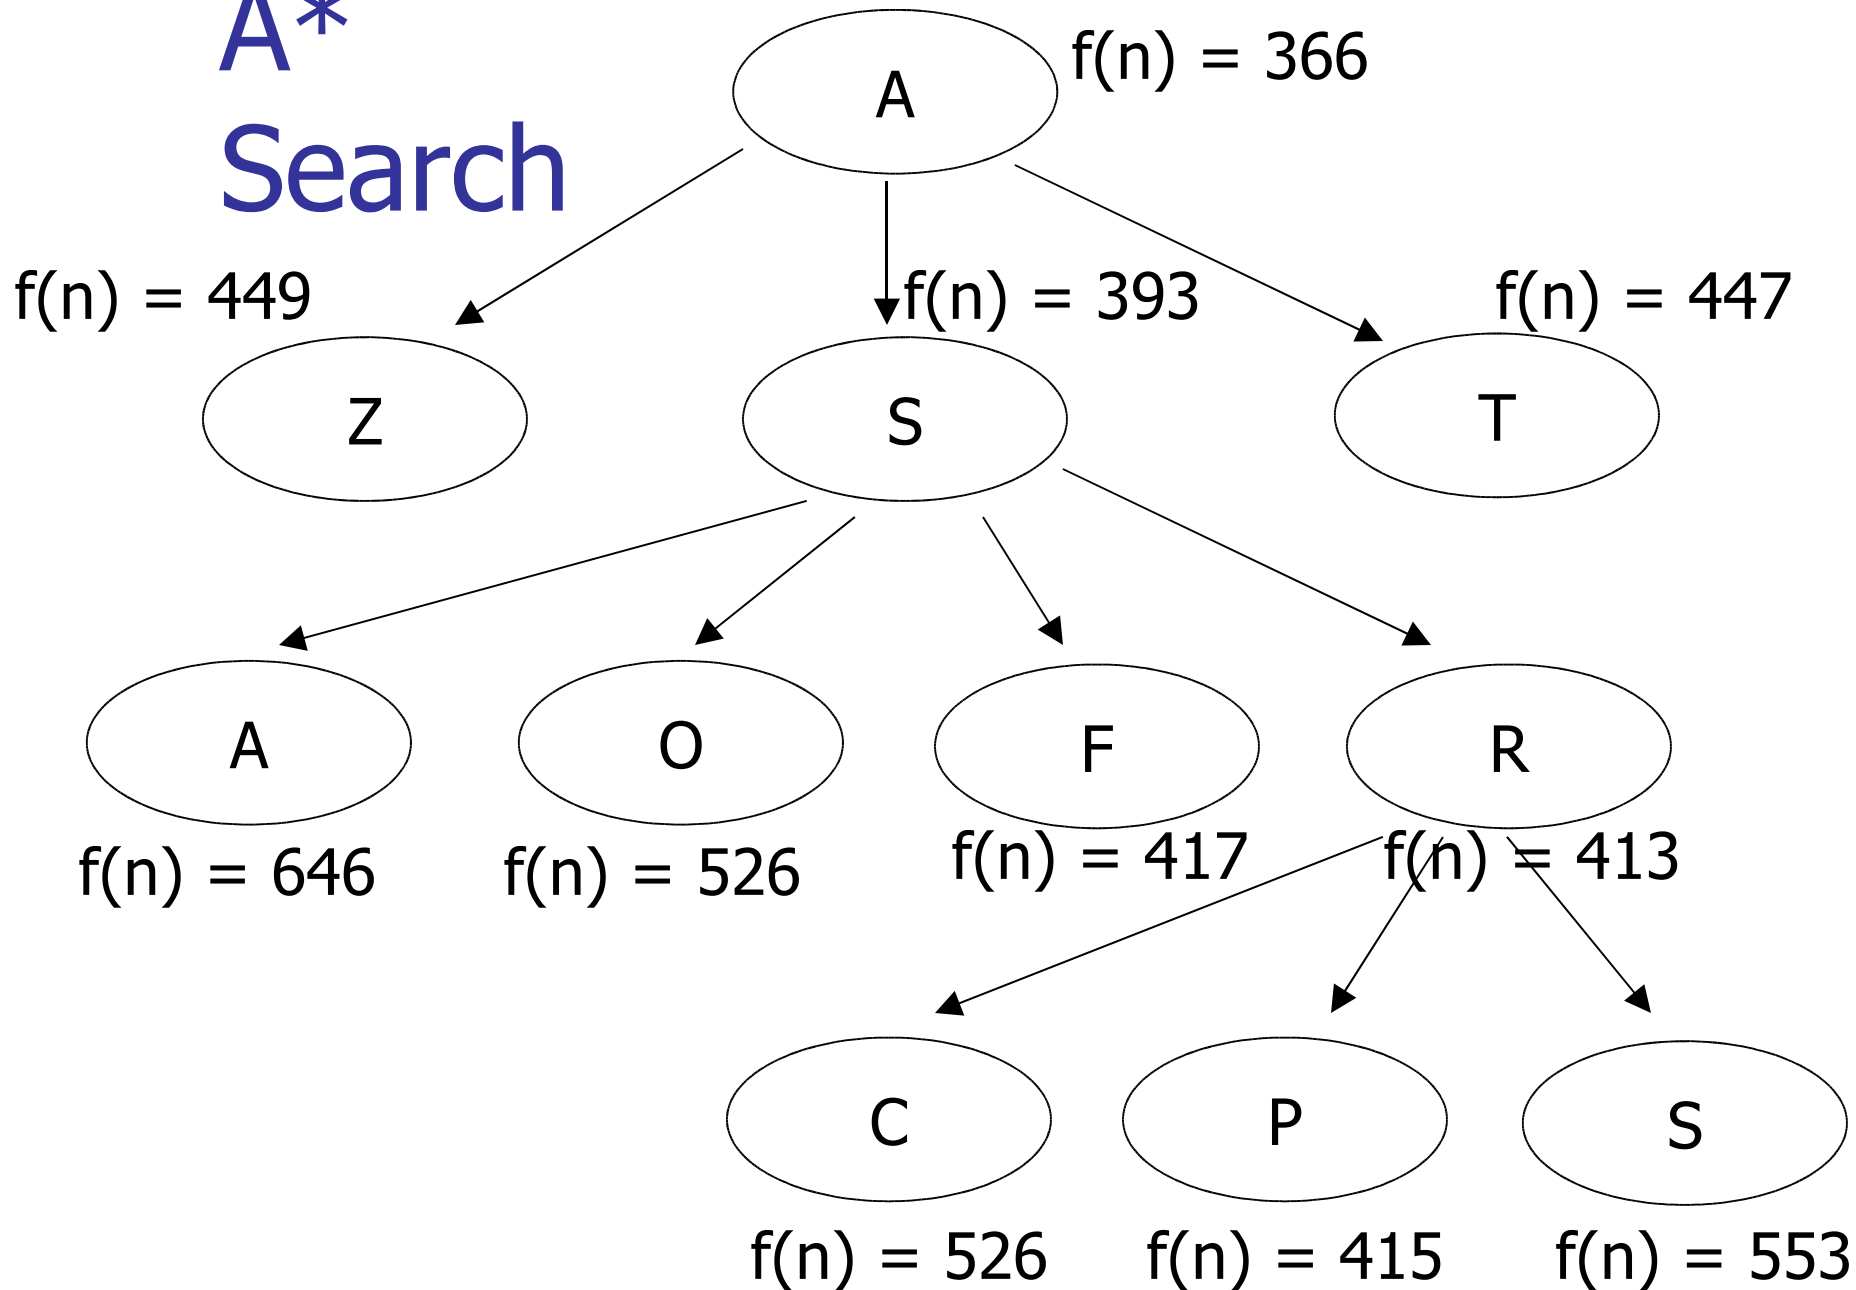 A*
Search
A
f(n) = 366
f(n) = 449
f(n) = 393
f(n) = 447
Z
S
T
A
O
F
R
f(n) = 646
f(n) = 526
f(n) = 417
f(n) = 413
C
P
S
f(n) = 526
f(n) = 415
f(n) = 553